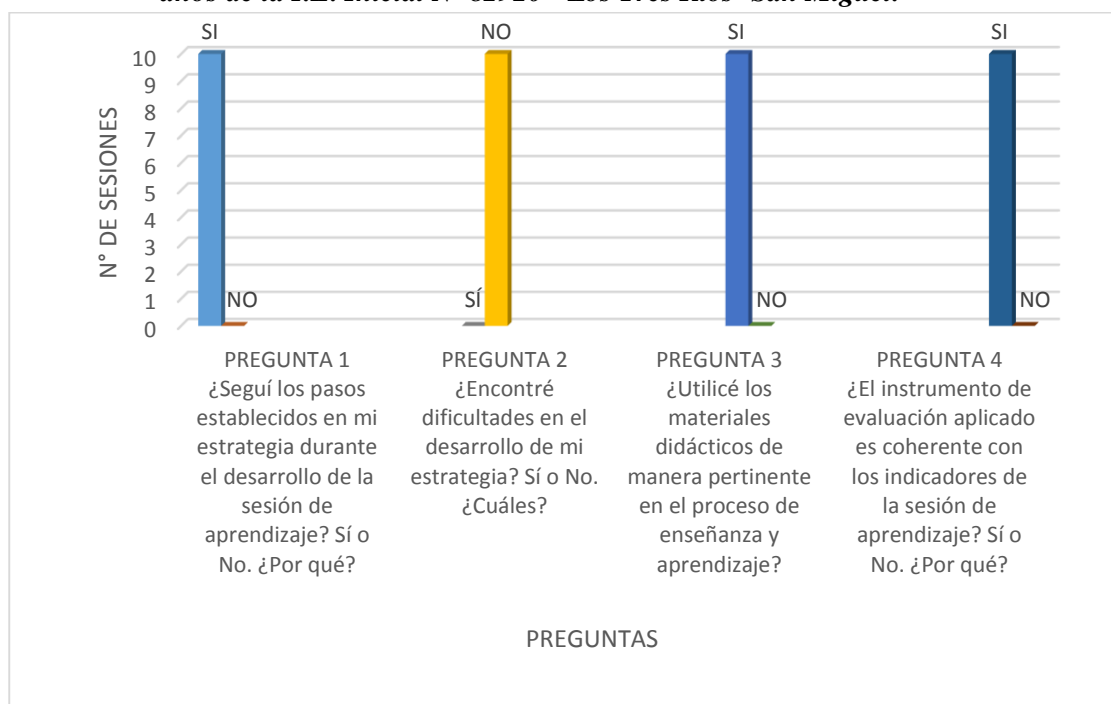 SI NO SI SI
10
9
8
7
6
5
4
3
2
1
0
N° DE SESIONES
NO SÍ NO NO
PREGUNTA 1
¿Seguí los pasos
establecidos en mi
estrategia durante
el desarrollo de la
sesión de
aprendizaje? Sí o
No. ¿Por qué?
PREGUNTA 2
¿Encontré
dificultades en el
desarrollo de mi
estrategia? Sí o No.
¿Cuáles?
PREGUNTA 3
¿Utilicé los
materiales
didácticos de
manera pertinente
en el proceso de
enseñanza y
aprendizaje?
PREGUNTA 4
¿El instrumento de
evaluación aplicado
es coherente con
los indicadores de
la sesión de
aprendizaje? Sí o
No. ¿Por qué?
PREGUNTAS